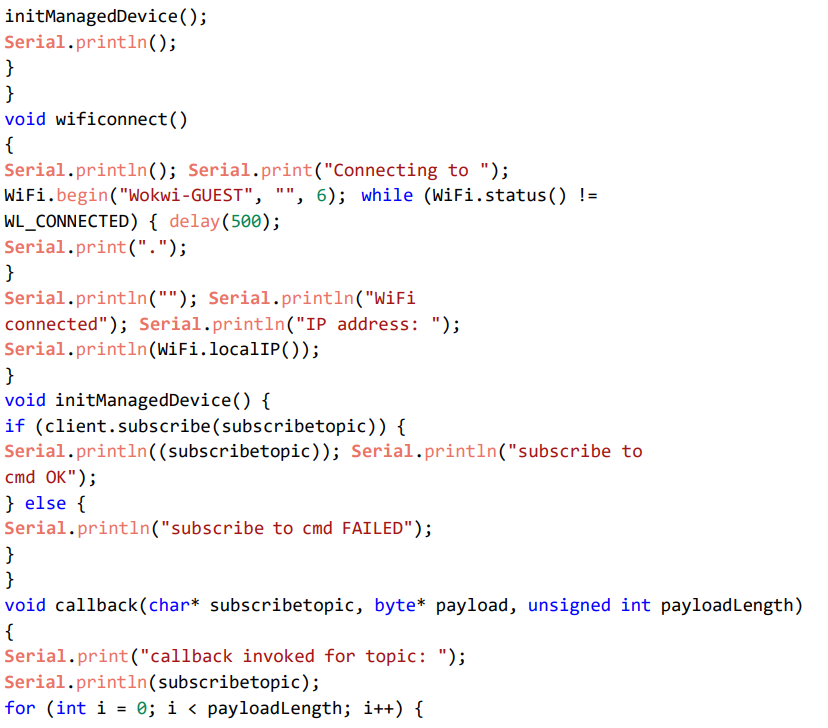 initManagedDevice();
Serial.println();
}
}
void wificonnect()
{
Serial.println(); Serial.print("Connecting to ");
WiFi.begin("Wokwi-GUEST", "", 6); while (WiFi.status() !=
WL_CONNECTED) { delay(500);
Serial.print(".");
}
Serial.println(""); Serial.println("WiFi
connected"); Serial.println("IP address: ");
Serial.println(WiFi.localIP());
}
void initManagedDevice() {
if (client.subscribe(subscribetopic)) {
Serial.println((subscribetopic)); Serial.println("subscribe to
cmd OK");
} else {
Serial.println("subscribe to cmd FAILED");
}
}
void callback(char* subscribetopic, byte* payload, unsigned int payloadLength)
{
Serial.print("callback invoked for topic: ");
Serial.println(subscribetopic);
for (int i = 0; i < payloadLength; i++) {